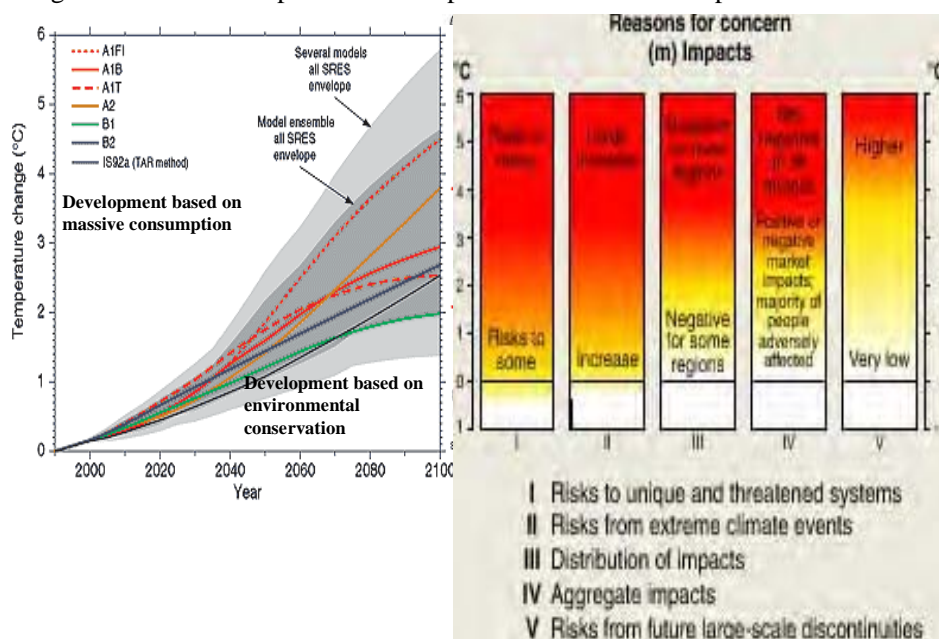 6
5
4
3
2
1
0
Temperature change (°C)
A1FI
A1B
A1T
A2
B1
B2
IS92a (TAR method)
Several models
all SRES
envelope
Model ensemble
all SRES
envelope
Development based on
massive consumption
Development based on
environmental
conservation
2000 2020 2040 2060 2080 2100
Year
Reasons for concern
(m) Impacts
°C
6
5
4
3
2
1
0
1
Risks to
some
Increase
Negative
for some
regions
Positive or
negative
market
impacts;
majority of
people
adversely
affected
Higher
Very low
I II III IV V
I Risks to unique and threatened systems
II Risks from extreme climate events
III Distribution of impacts
IV Aggregate impacts
V Risks from future large-scale discontinuities